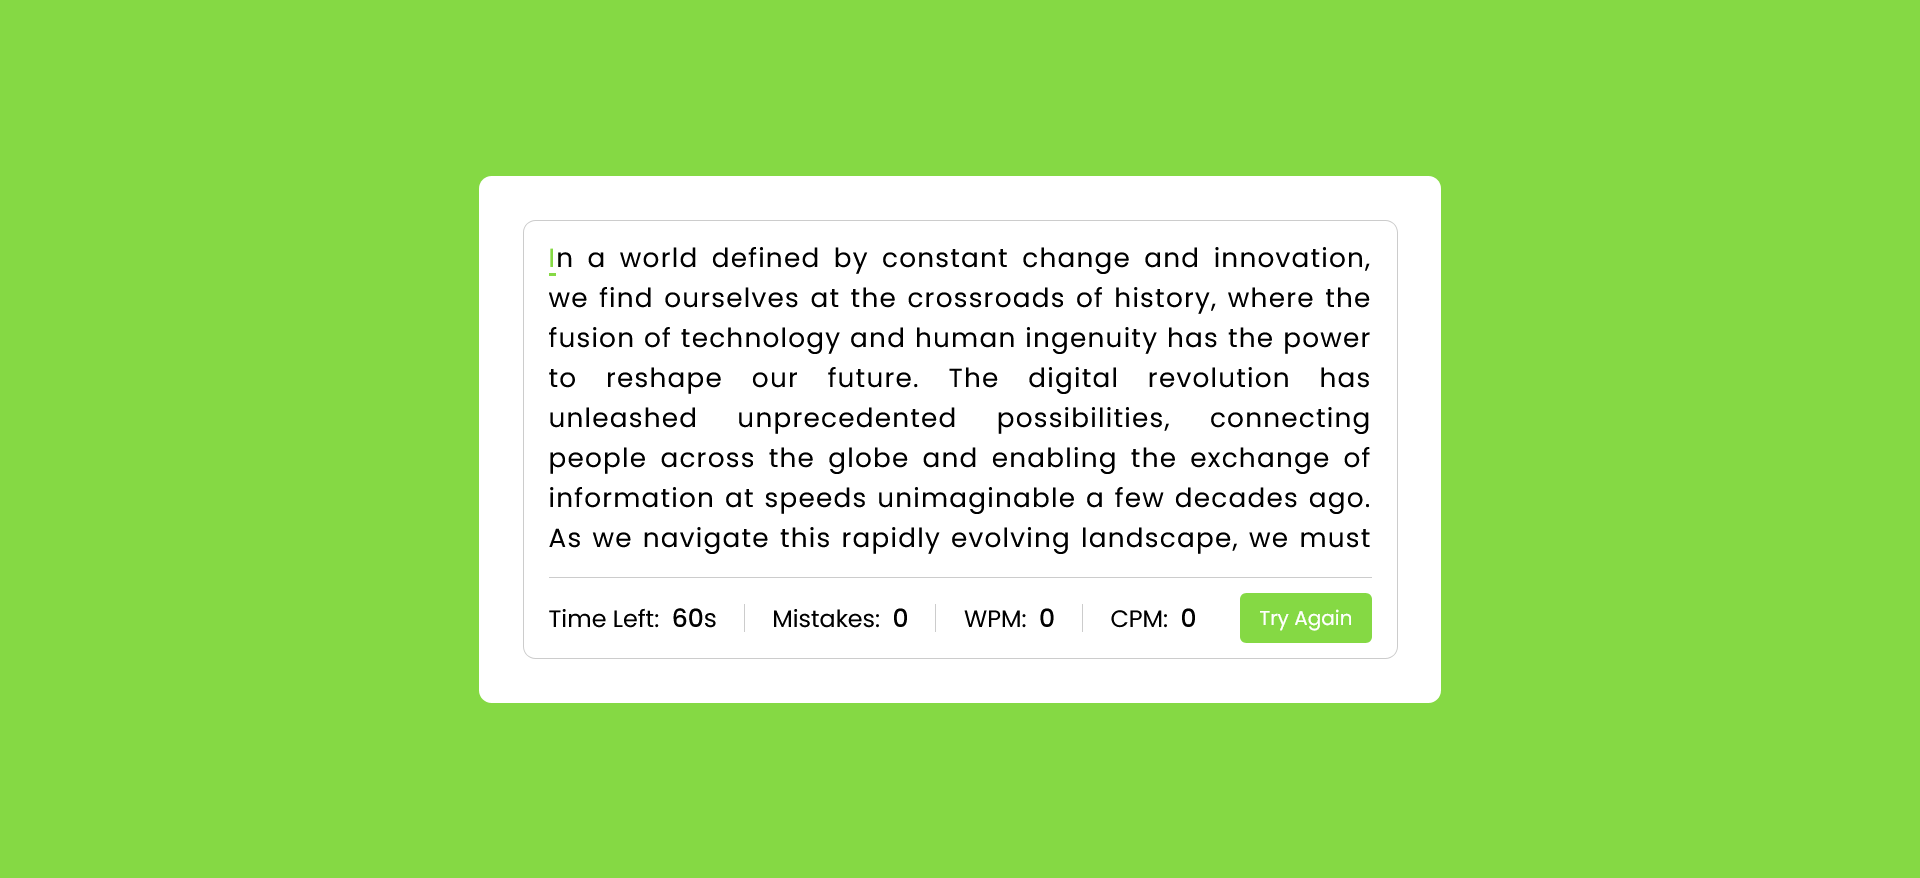 In a world defined by constant change and innovation,
we find ourselves at the crossroads of history, where the
fusion of technology and human ingenuity has the power
to reshape our future. The digital revolution has
unleashed unprecedented possibilities, connecting
people across the globe and enabling the exchange of
information at speeds unimaginable a few decades ago.
As we navigate this rapidly evolving landscape, we must
Time Left: 60s Mistakes: 0 WPM: 0 CPM: 0 Try Again